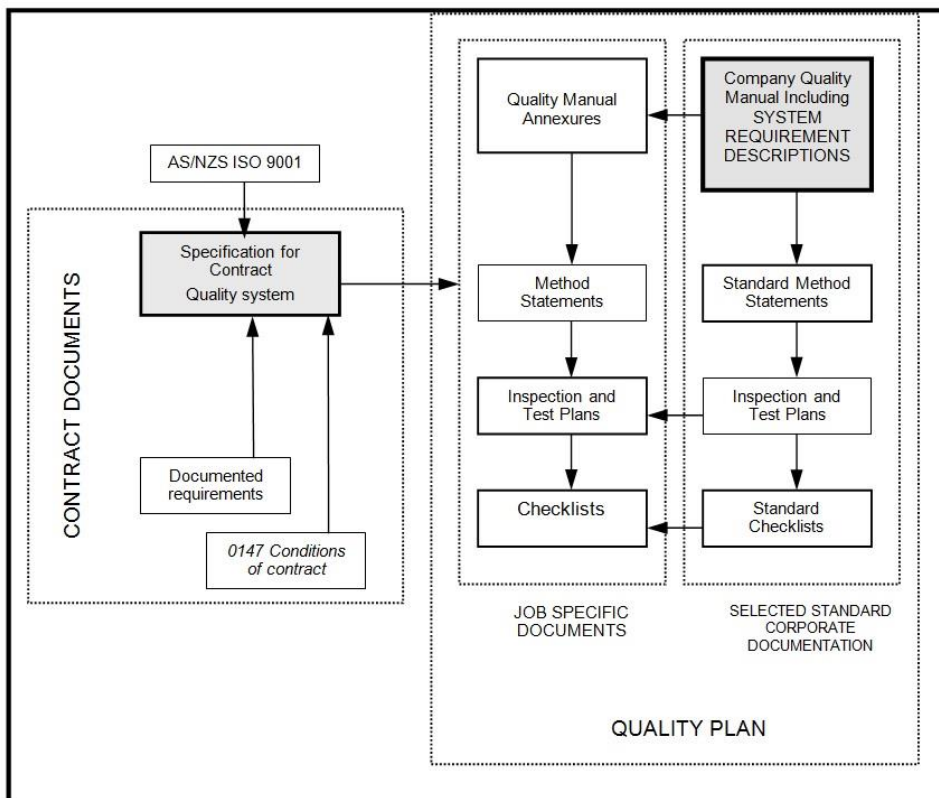 AS/NZS ISO 9001
CONTRACT DOCUMENTS
Specification for
Contract
Quality system
Documented
requirements
0147 Conditions
of contract
Quality Manual
Annexures
Method
Statements
Inspection and
Test Plans
Checklists
JOB SPECIFIC
DOCUMENTS
Company Quality
Manual Including
SYSTEM
REQUIREMENT
DESCRIPTIONS
Standard Method
Statements
Inspection and
Test Plans
Standard
Checklists
SELECTED STANDARD
CORPORATE
DOCUMENTATION
QUALITY PLAN